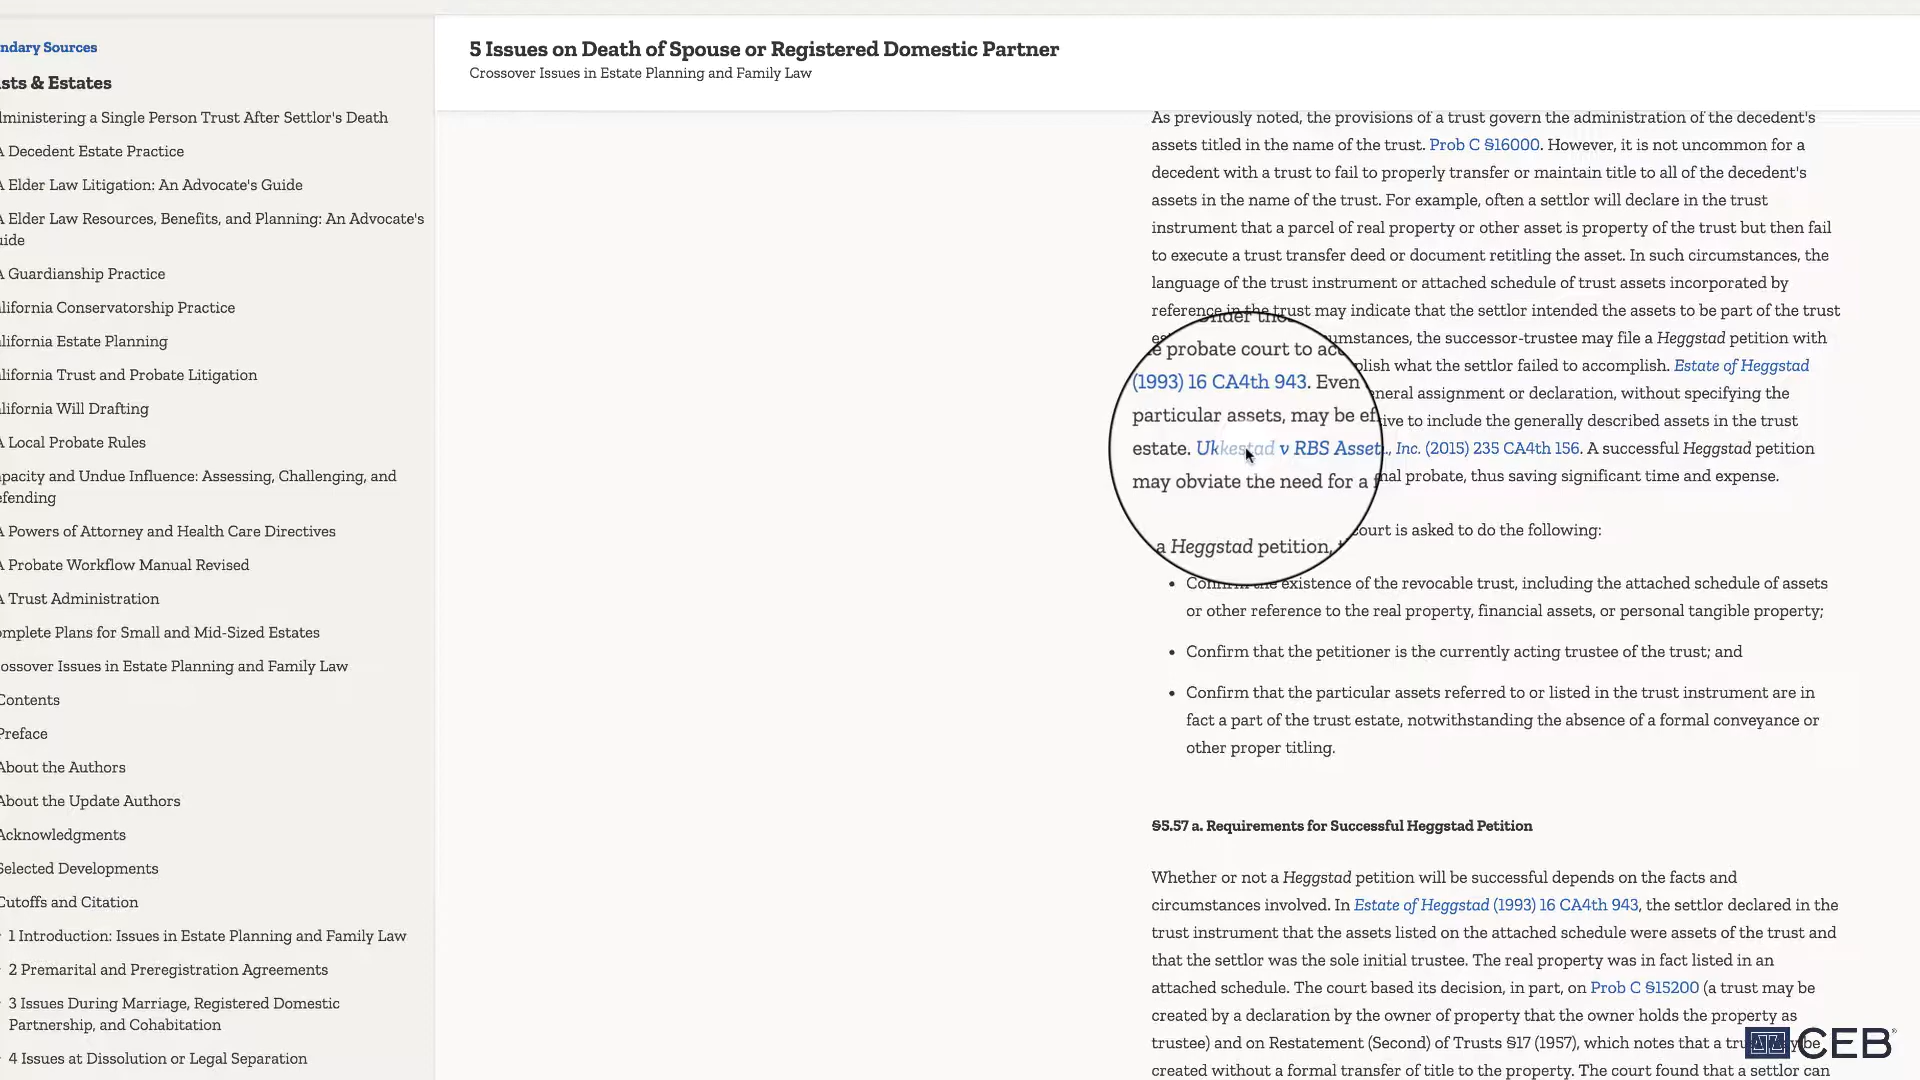 ndary Sources
sts & Estates
dministering a Single Person Trust After Settlor's Death
A Decedent Estate Practice
A Elder Law Litigation: An Advocate's Guide
A Elder Law Resources, Benefits, and Planning: An Advocate's
uide
A Guardianship Practice
lifornia Conservatorship Practice
lifornia Estate Planning
lifornia Trust and Probate Litigation
lifornia Will Drafting
A Local Probate Rules
pacity and Undue Influence: Assessing, Challenging, and
efending
A Powers of Attorney and Health Care Directives
A Probate Workflow Manual Revised
A Trust Administration
omplete Plans for Small and Mid-Sized Estates
ossover Issues in Estate Planning and Family Law
Contents
Preface
About the Authors
About the Update Authors
Acknowledgments
Selected Developments
Cutoffs and Citation
1 Introduction: Issues in Estate Planning and Family Law
2 Premarital and Preregistration Agreements
3 Issues During Marriage, Registered Domestic
Partnership, and Cohabitation
4 Issues at Dissolution or Legal Separation
5 Issues on Death of Spouse or Registered Domestic Partner
Crossover Issues in Estate Planning and Family Law
As previously noted, the provisions of a trust govern the administration of the decedent's
assets titled in the name of the trust. Prob C §16000. However, it is not uncommon for a
decedent with a trust to fail to properly transfer or maintain title to all of the decedent's
assets in the name of the trust. For example, often a settlor will declare in the trust
instrument that a parcel of real property or other asset is property of the trust but then fail
to execute a trust transfer deed or document retitling the asset. In such circumstances, the
language of the trust instrument or attached schedule of trust assets incorporated by
reference in the trust may indicate that the settlor intended the assets to be part of the trust
umstances, the successor-trustee may file a Heggstad petition with
e probate court to ac plish what the settlor failed to accomplish. Estate of Heggstad
(1993) 16 CA4th 943. Even neral assignment or declaration, without specifying the
particular assets, may be ef ive to include the generally described assets in the trust
estate. Ukkestad v RBS Asset , Inc. (2015) 235 CA4th 156. A successful Heggstad petition
may obviate the need for a nal probate, thus saving significant time and expense.
a Heggstad petition, court is asked to do the following:
• Confirm the existence of the revocable trust, including the attached schedule of assets
or other reference to the real property, financial assets, or personal tangible property;
• Confirm that the petitioner is the currently acting trustee of the trust; and
• Confirm that the particular assets referred to or listed in the trust instrument are in
fact a part of the trust estate, notwithstanding the absence of a formal conveyance or
other proper titling.
§5.57 a. Requirements for Successful Heggstad Petition
Whether or not a Heggstad petition will be successful depends on the facts and
circumstances involved. In Estate of Heggstad (1993) 16 CA4th 943, the settlor declared in the
trust instrument that the assets listed on the attached schedule were assets of the trust and
that the settlor was the sole initial trustee. The real property was in fact listed in an
attached schedule. The court based its decision, in part, on Prob C §15200 (a trust may be
created by a declaration by the owner of property that the owner holds the property as
trustee) and on Restatement (Second) of Trusts §17 (1957), which notes that a tru be
created without a formal transfer of title to the property. The court found that a settlor can
CEB